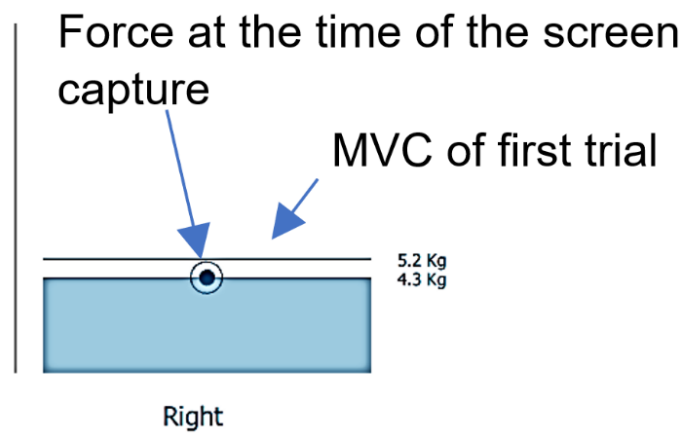 Force at the time of the screen
capture
MVC of first trial
5.2 Kg
4.3 Kg
Right